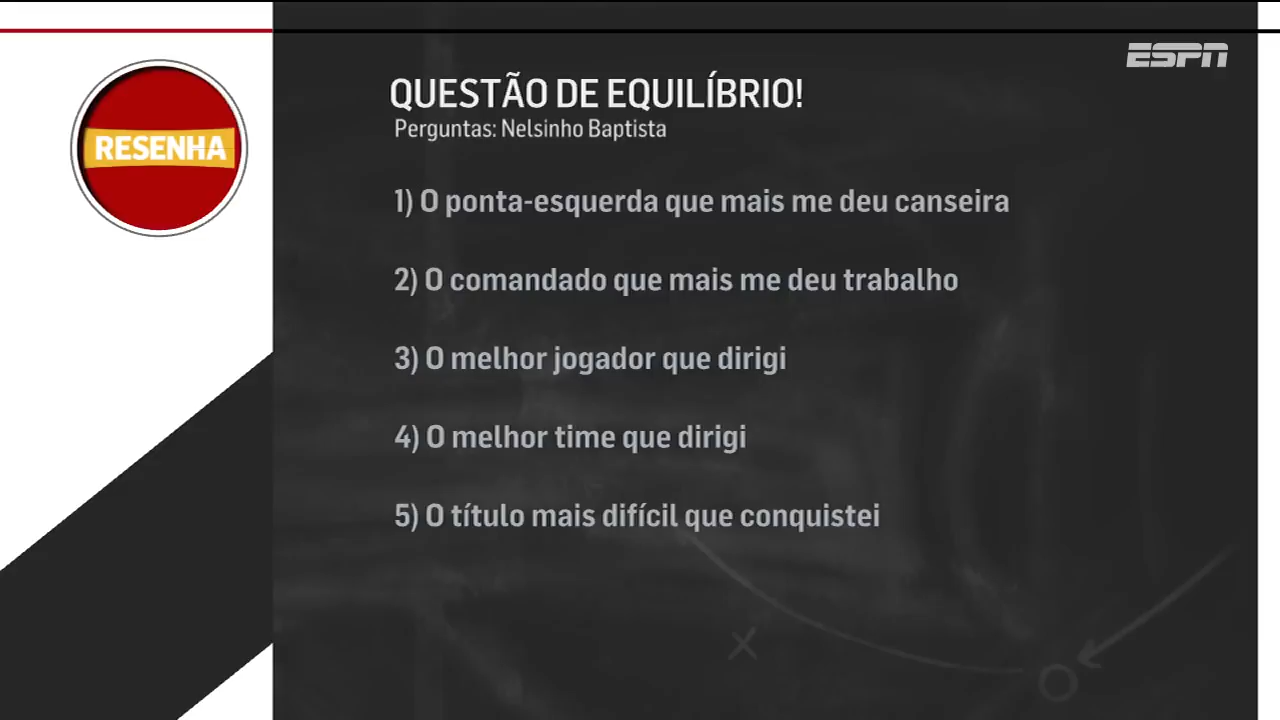 ESPN
RESENHA
QUESTÃO DE EQUILÍBRIO!
Perguntas: Nelsinho Baptista
1) O ponta-esquerda que mais me deu canseira
2) O comandado que mais me deu trabalho
3) O melhor jogador que dirigi
4) O melhor time que dirigi
5) O título mais difícil que conquistei